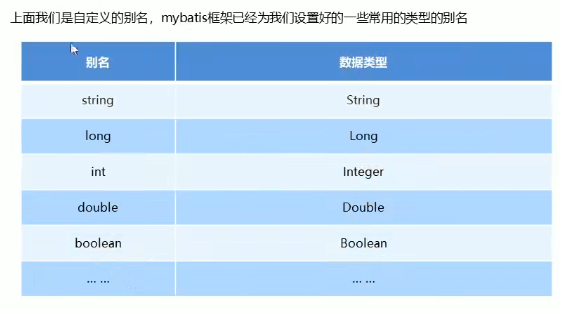 上面我们是自定义的别名，mybatis框架已经为我们设置好的一些常用的类型的别名
别名 数据类型
string String
long Long
int Integer
double Double
boolean Boolean
... ... ... ...